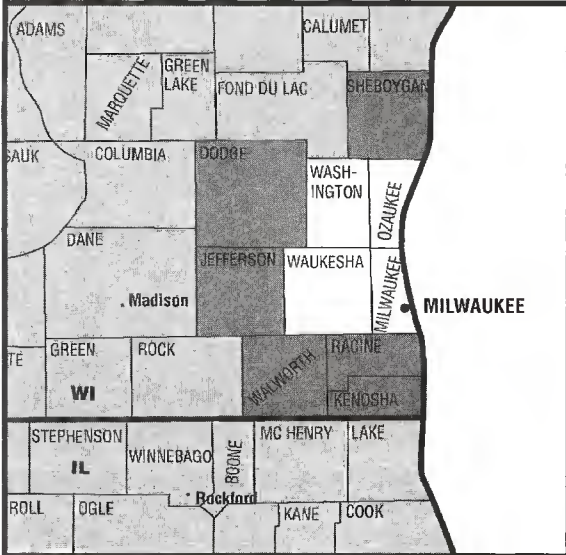 ADAMS
CALUMET
MARQUETTE
GREEN
LAKE
FOND DU LAC
SHEBOYGAN
SAUK
COLUMBIA
DODGE
WASH-
INGTON
OZAUKEE
DANE
JEFFERSON
WAUKESHA
MILWAUKEE
Madison
MILWAUKEE
TE
GREEN
ROCK
WALWORTH
RACINE
WI
KENOSHA
STEPHENSON
WINNEBAGO
BOONE
MC HENRY
LAKE
IL
Rockford
ROLL
OGLE
KANE
COOK